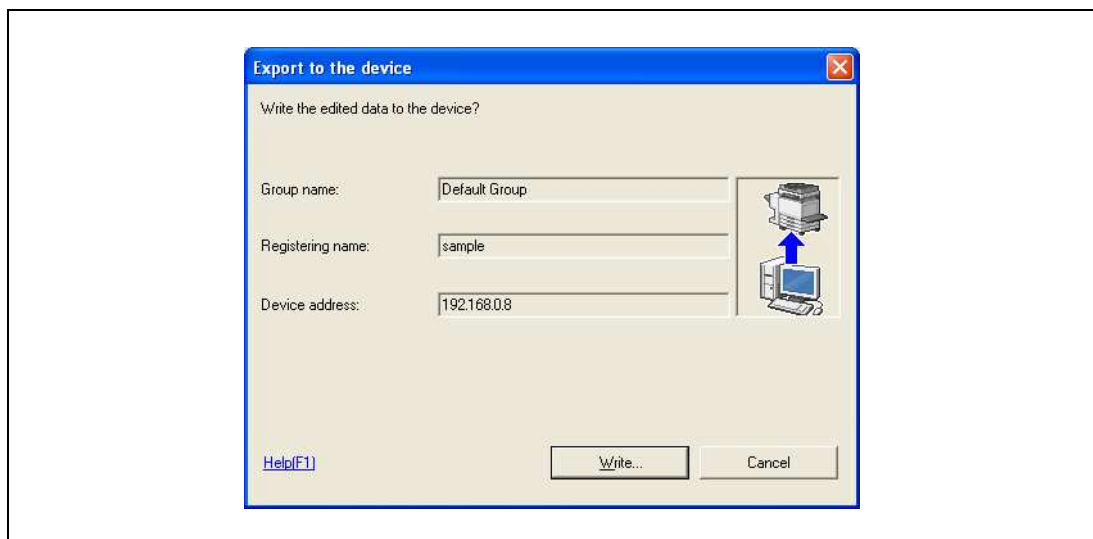 Export to the device
Write the edited data to the device?
Group name: Default Group
Registering name: sample
Device address: 192.168.0.8
Help(F1) Write... Cancel